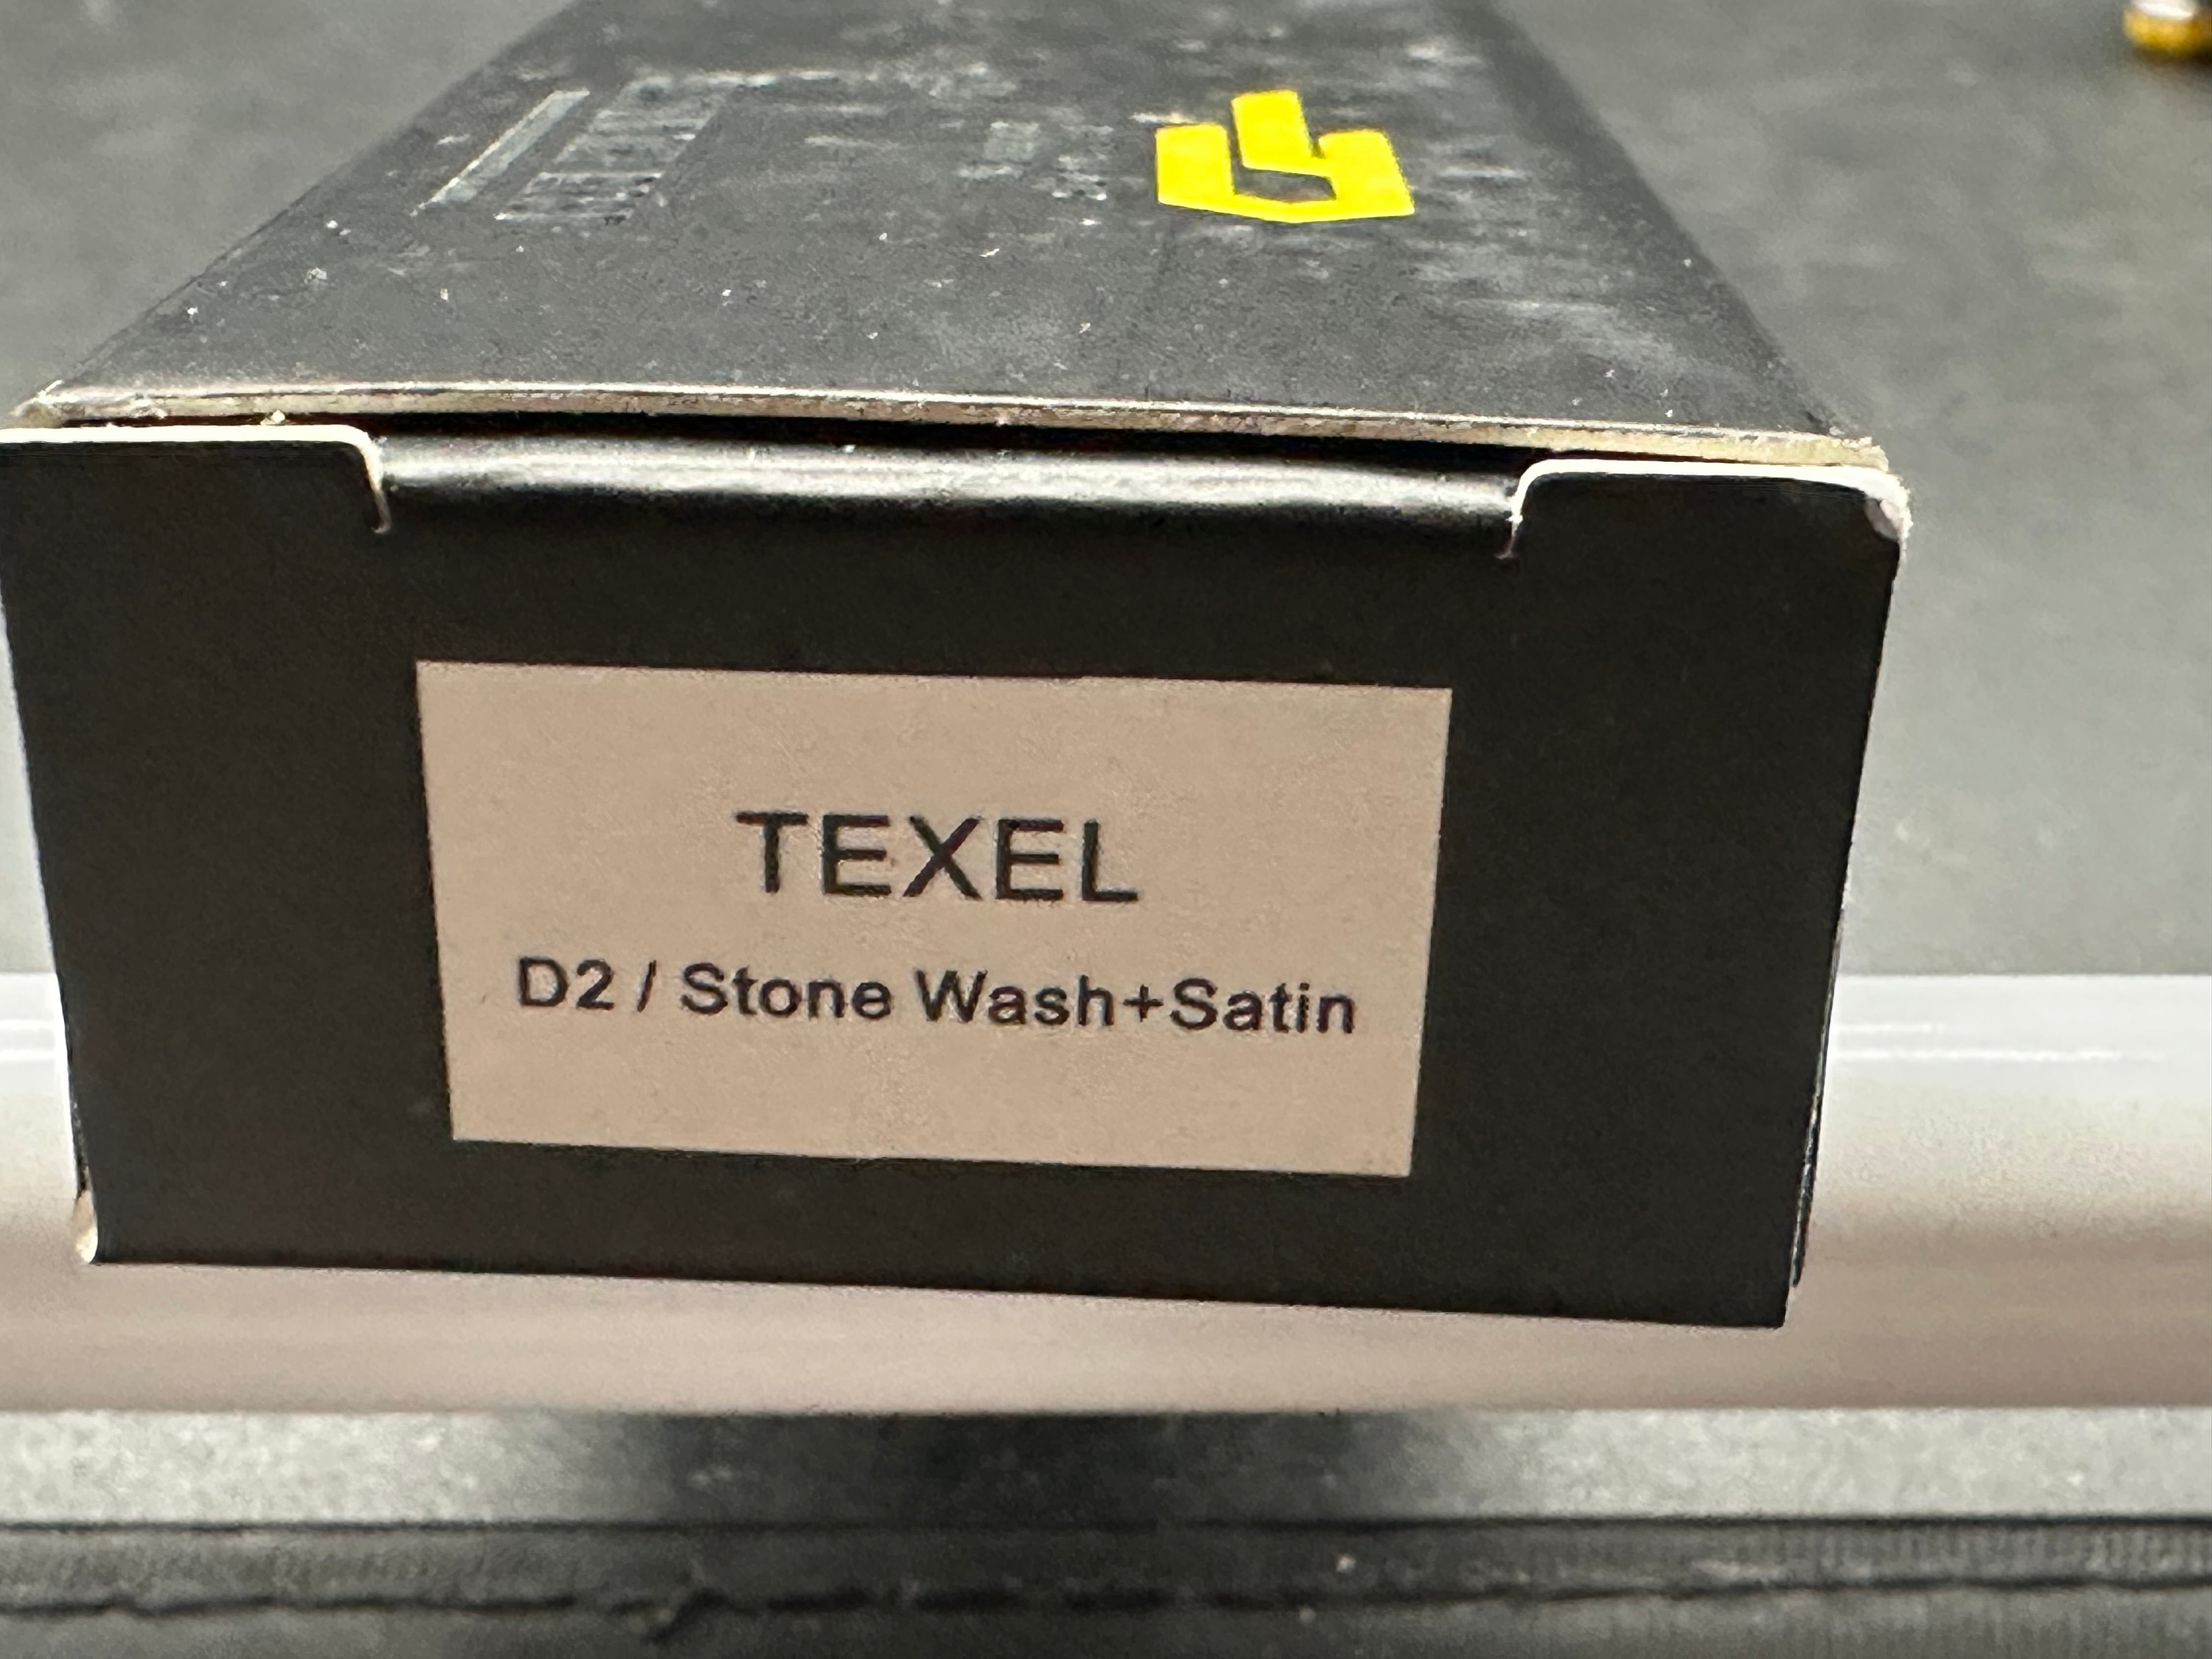 TEXEL
D2 / Stone Wash+Satin